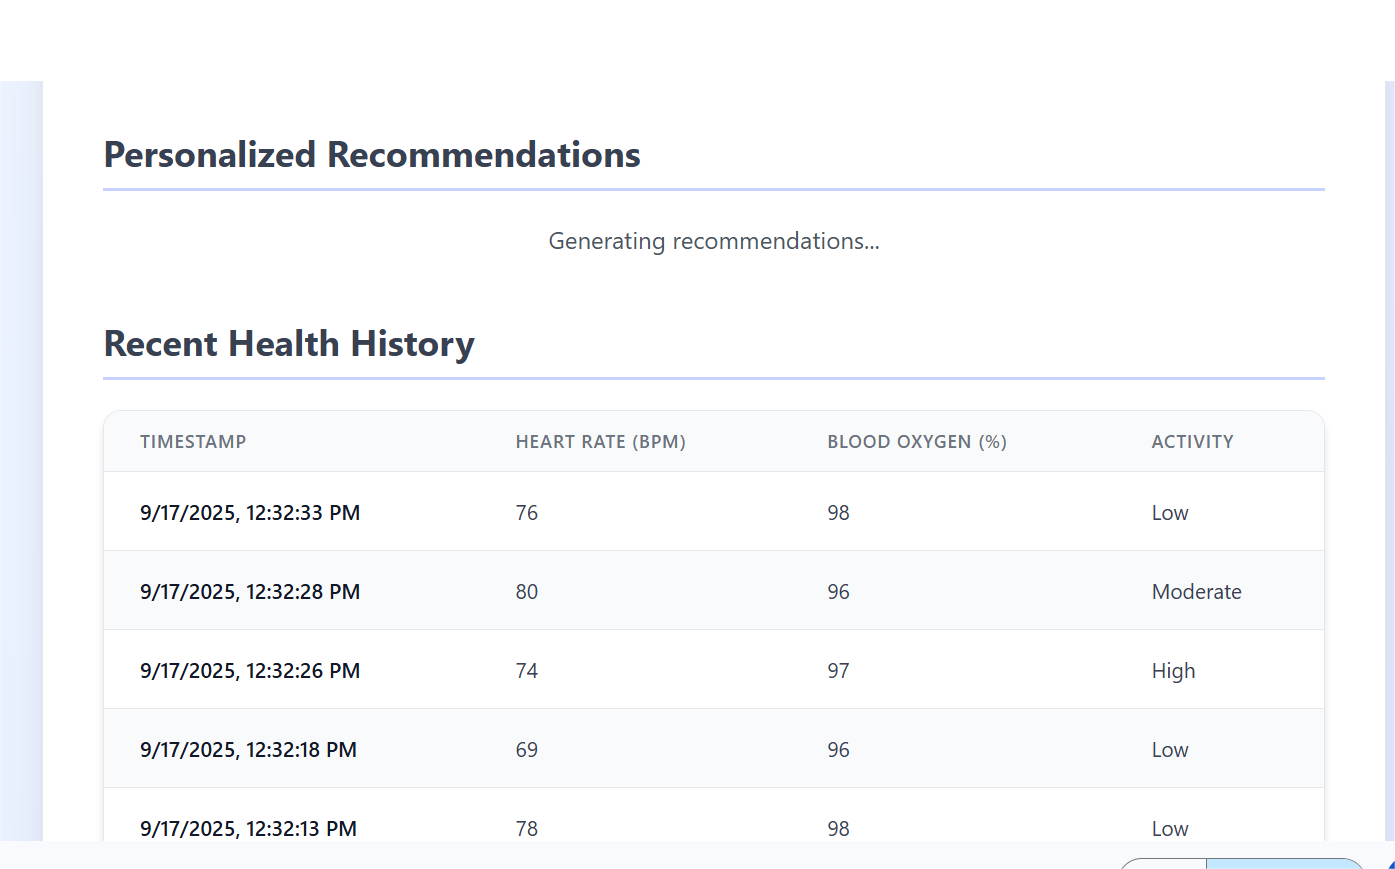 Personalized Recommendations
Generating recommendations...
Recent Health History
TIMESTAMP HEART RATE (BPM) BLOOD OXYGEN (%) ACTIVITY
9/17/2025, 12:32:33 PM 76 98 Low
9/17/2025, 12:32:28 PM 80 96 Moderate
9/17/2025, 12:32:26 PM 74 97 High
9/17/2025, 12:32:18 PM 69 96 Low
9/17/2025, 12:32:13 PM 78 98 Low